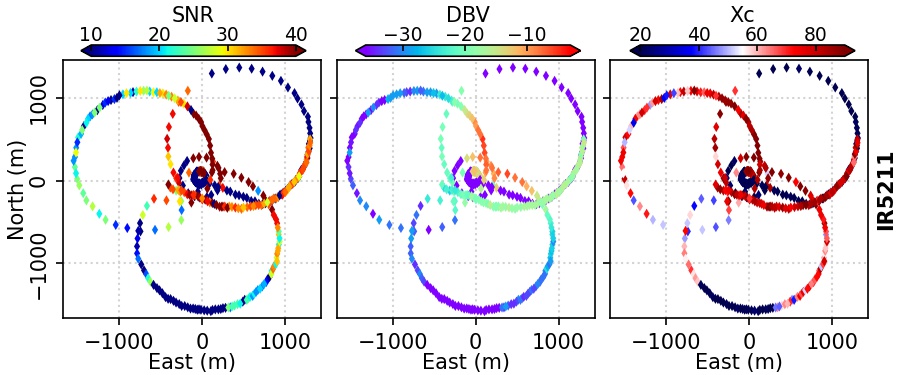 SNR DBV Xc
10 20 30 40 −30 −20 −10 20 40 60 80
1000
0
−1000
North (m)
−1000 0 1000 −1000 0 1000 −1000 0 1000
East (m) East (m) East (m)
IR5211